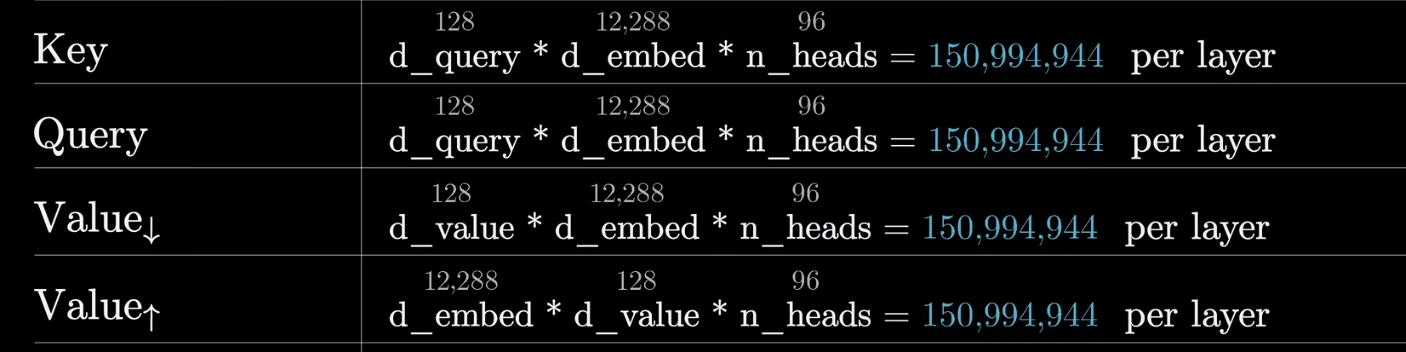 128 12,288 96
Key d_query * d_embed * n_heads = 150,994,944 per layer
128 12,288 96
Query d_query * d_embed * n_heads = 150,994,944 per layer
128 12,288 96
Value↓ d_value * d_embed * n_heads = 150,994,944 per layer
12,288 128 96
Value↑ d_embed * d_value * n_heads = 150,994,944 per layer